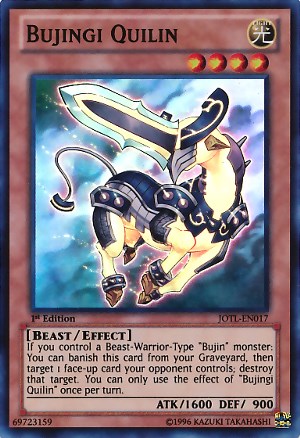 BUJINGI QUILIN
LIGHT
光
1st Edition
JOTL-EN017
[BEAST/EFFECT]
If you control a Beast-Warrior-Type "Bujin" monster:
You can banish this card from your Graveyard, then
target 1 face-up card your opponent controls; destroy
that target. You can only use the effect of "Bujingi
Quilin" once per turn.
ATK/1600 DEF/ 900
69723159
©1996 KAZUKI TAKAHASHI